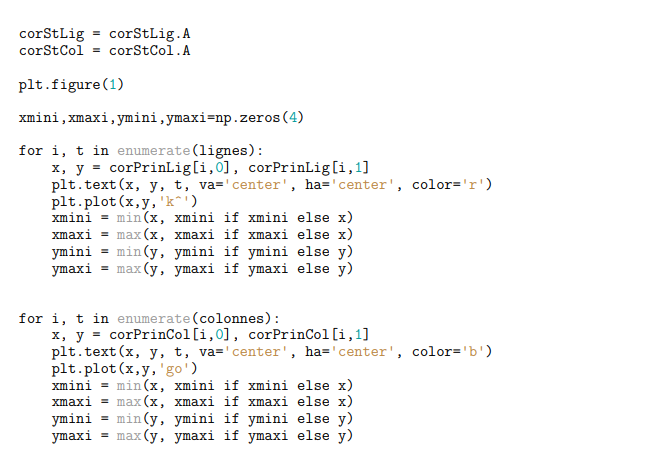 corStLig = corStLig.A
corStCol = corStCol.A

plt.figure(1)

xmini,xmaxi,ymini,ymaxi=np.zeros(4)

for i, t in enumerate(lignes):
    x, y = corPrinLig[i,0], corPrinLig[i,1]
    plt.text(x, y, t, va='center', ha='center', color='r')
    plt.plot(x,y,'k^')
    xmini = min(x, xmini if xmini else x)
    xmaxi = max(x, xmaxi if xmaxi else x)
    ymini = min(y, ymini if ymini else y)
    ymaxi = max(y, ymaxi if ymaxi else y)

for i, t in enumerate(colonnes):
    x, y = corPrinCol[i,0], corPrinCol[i,1]
    plt.text(x, y, t, va='center', ha='center', color='b')
    plt.plot(x,y,'go')
    xmini = min(x, xmini if xmini else x)
    xmaxi = max(x, xmaxi if xmaxi else x)
    ymini = min(y, ymini if ymini else y)
    ymaxi = max(y, ymaxi if ymaxi else y)